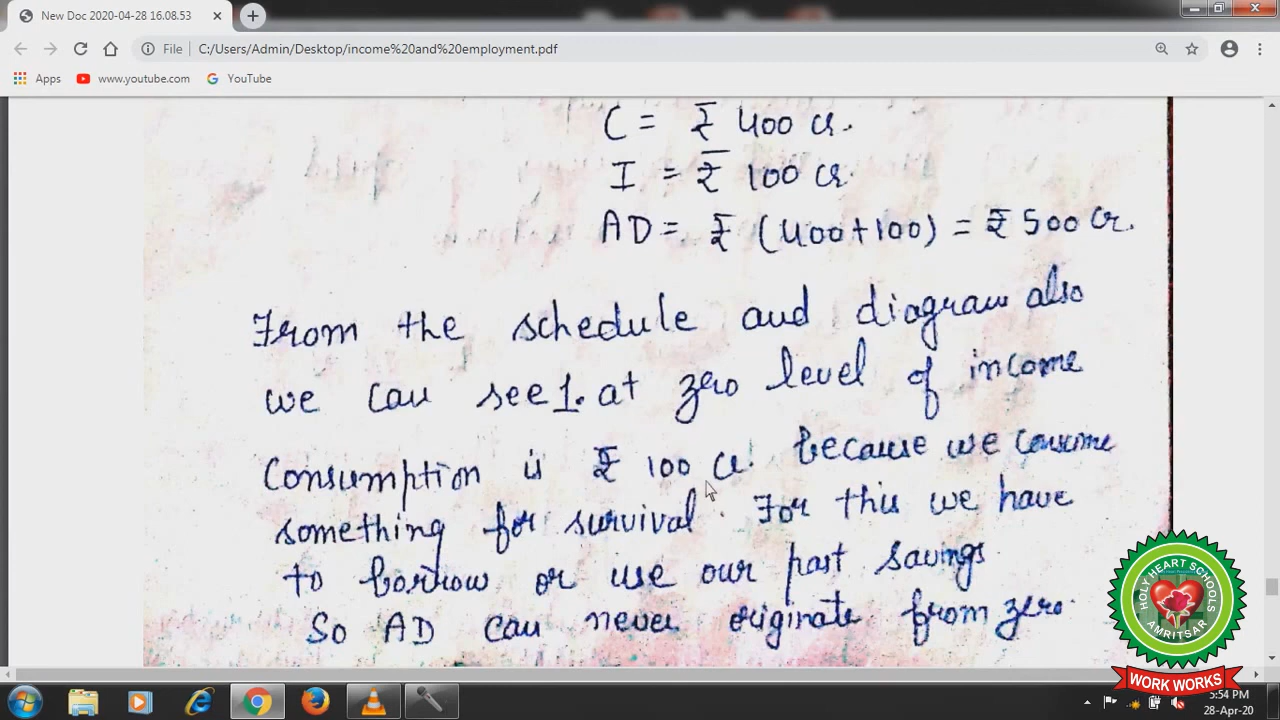 New Doc 2020-04-28 16.08.53
File C:/Users/Admin/Desktop/income%20and%20employment.pdf
Apps www.youtube.com YouTube
C = ₹ 400 cr.
I = ₹ 100 cr.
AD = ₹ (400+100) = ₹ 500 Cr.
From the schedule and diagram also
we can see 1. at zero level of income
Consumption is ₹ 100 Cr. because we consume
something for survival. For this we have
to borrow or use our past savings.
So AD can never originate from zero.
HOLY HEART SCHOOLS
AMRITSAR
WORK WORKS
5:54 PM
28-Apr-20